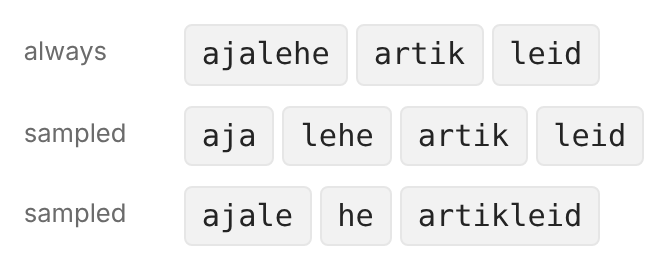 always ajalehe artik leid
sampled aja lehe artik leid
sampled ajale he artikleid